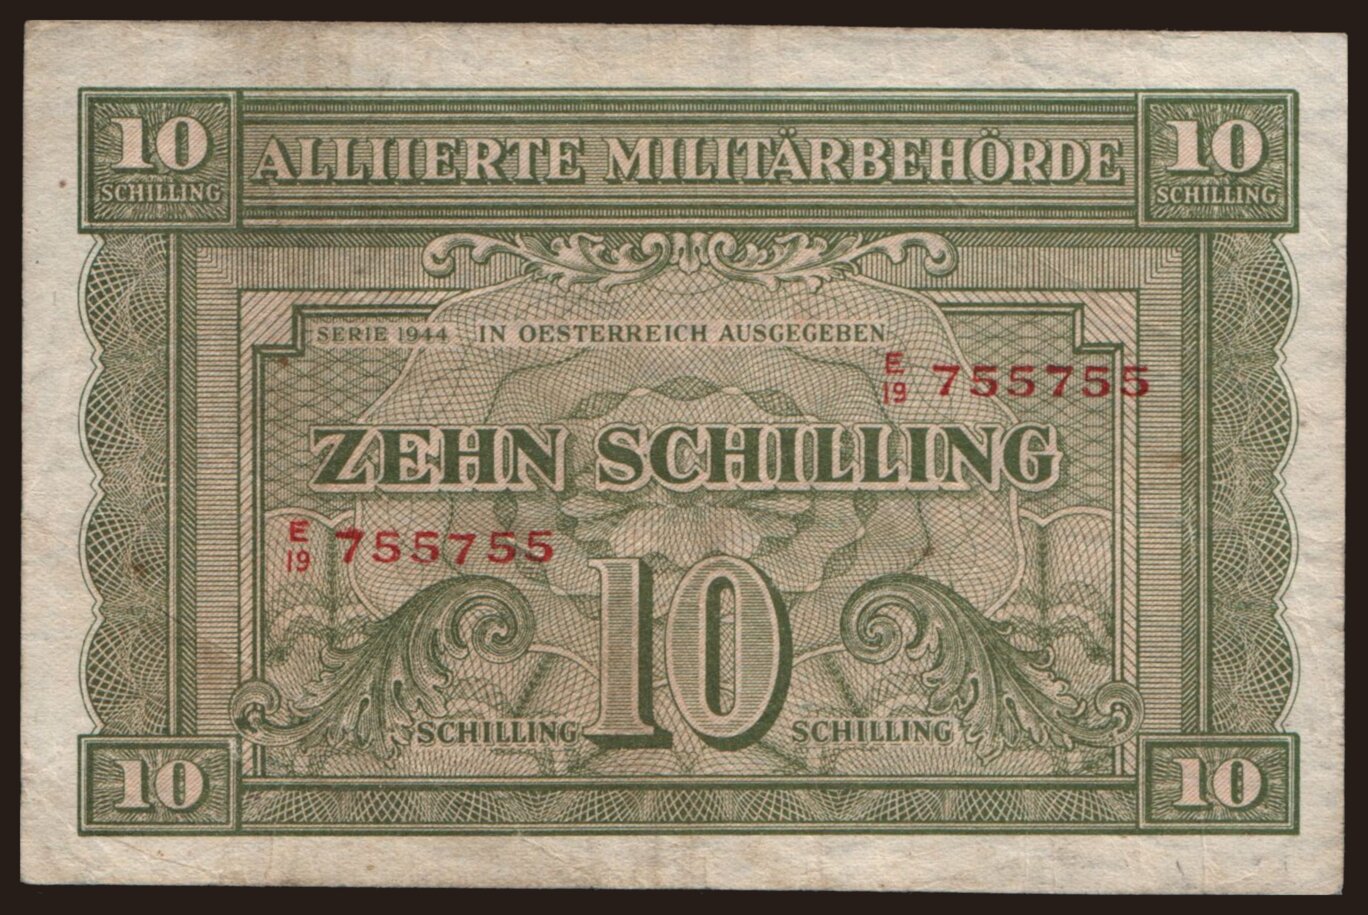 10 ALLIIERTE MILITÄRBEHÖRDE 10
SCHILLING SCHILLING
SERIE 1944 IN OESTERREICH AUSGEGEBEN
E 19 755755
ZEHN SCHILLING
E 19 755755
SCHILLING 10 SCHILLING
10 10